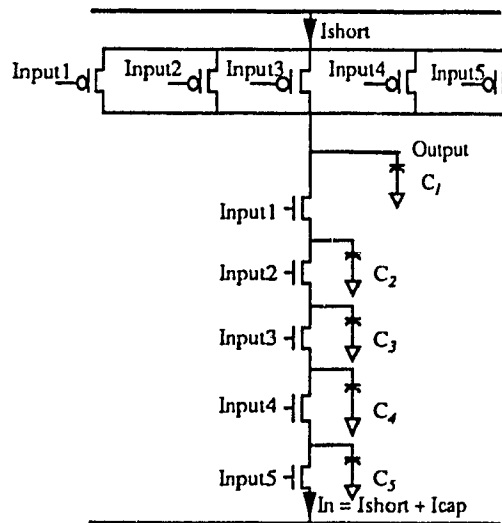 Ishort
Input1
Input2
Input3
Input4
Input5
Output
C1
Input1
Input2
C2
Input3
C3
Input4
C4
Input5
C5
In = Ishort + Icap